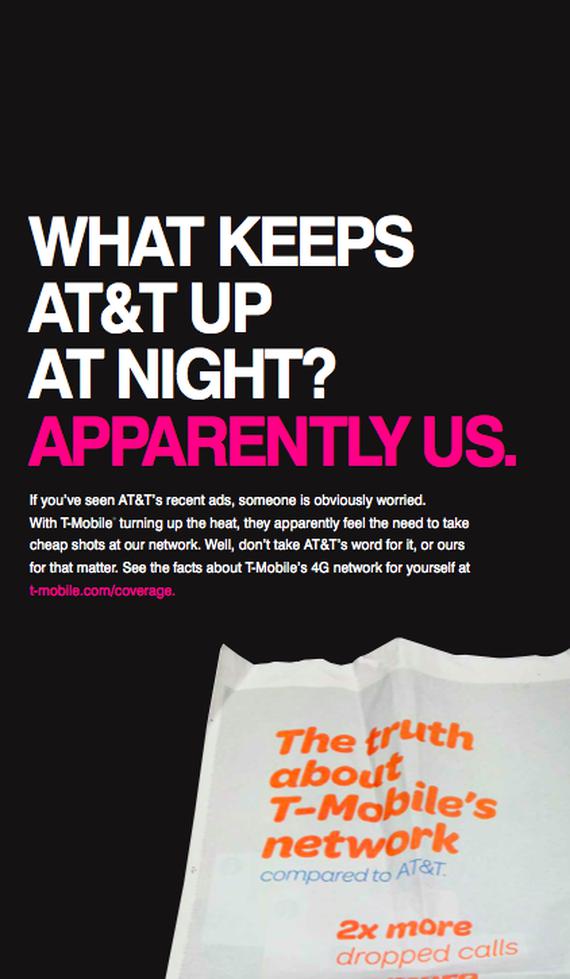 WHAT KEEPS
AT&T UP
AT NIGHT?
APPARENTLY US.
If you've seen AT&T's recent ads, someone is obviously worried.
With T-Mobile® turning up the heat, they apparently feel the need to take
cheap shots at our network. Well, don't take AT&T's word for it, or ours
for that matter. See the facts about T-Mobile's 4G network for yourself at
t-mobile.com/coverage.
The truth
about
T-Mobile's
network
compared to AT&T.
2x more
dropped calls